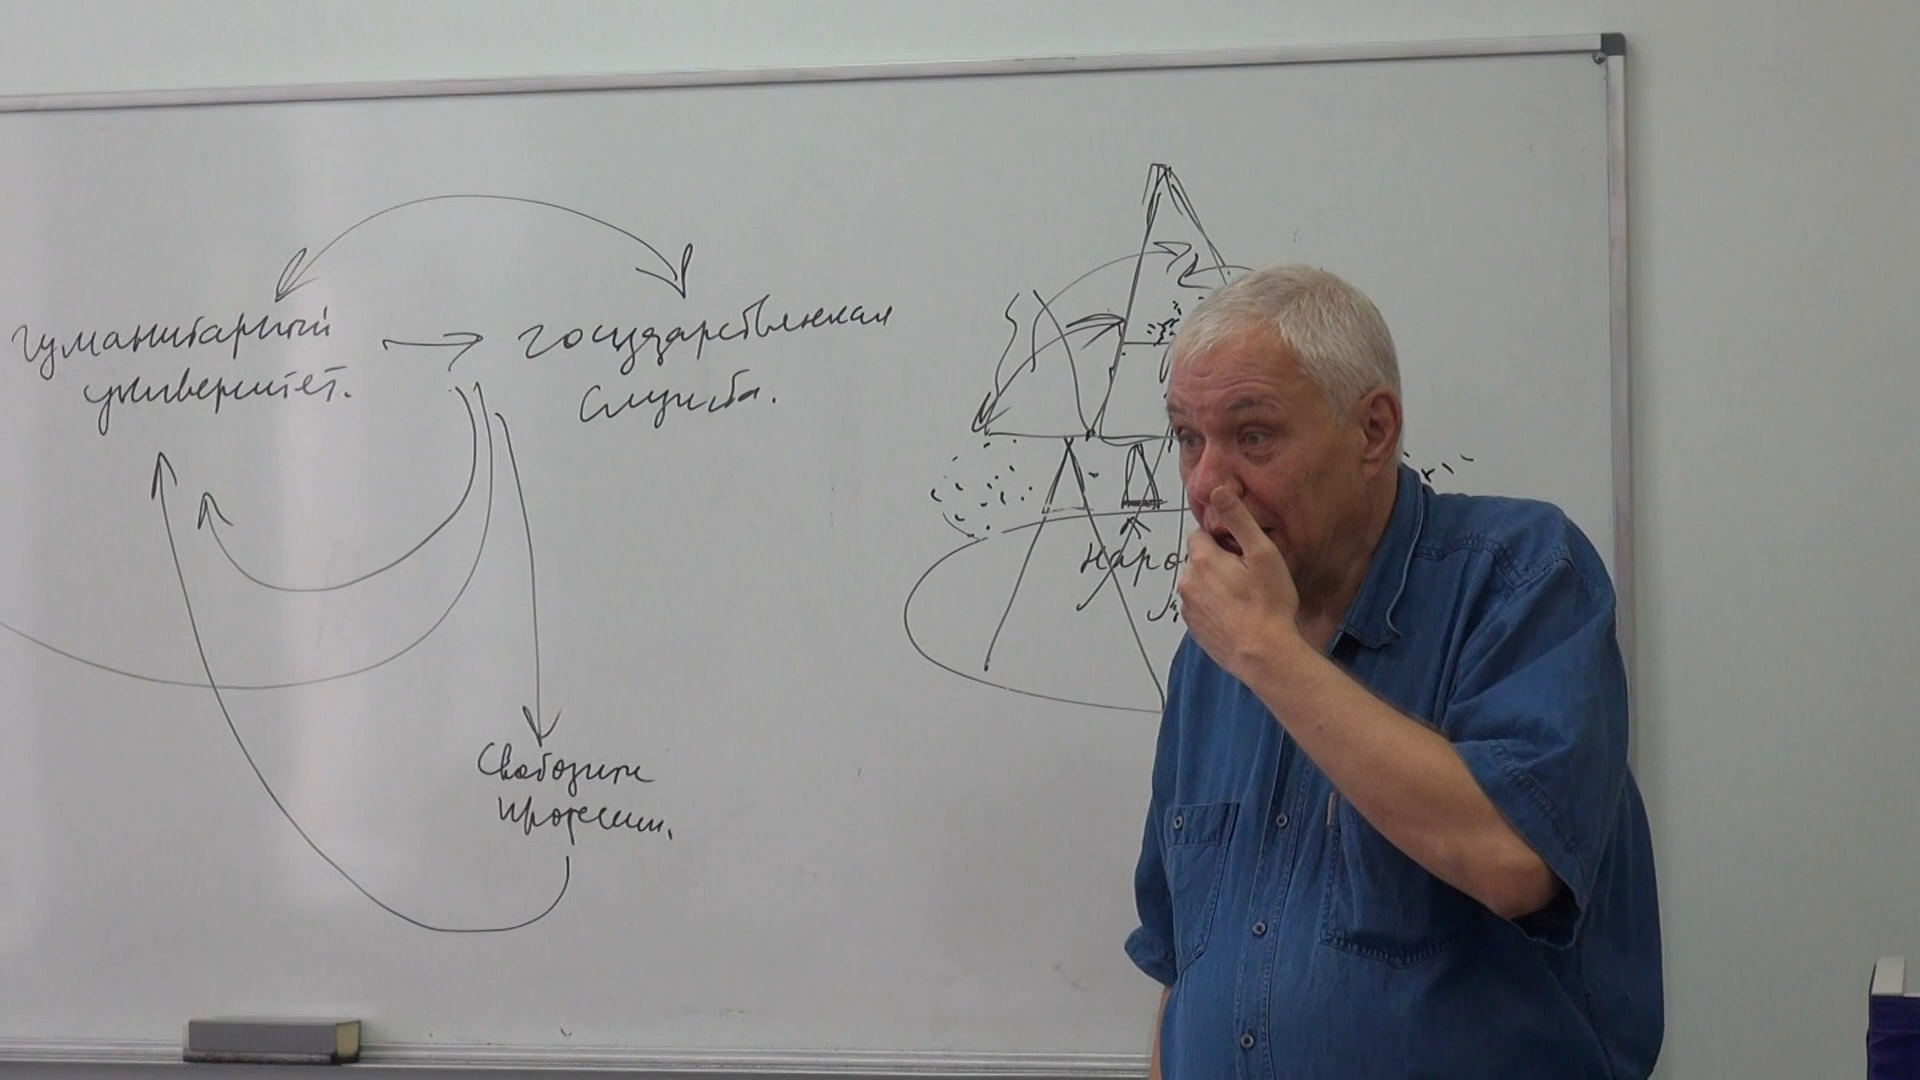 гуманитарный
университет.
государственная
служба.
наро
свободные
профессии.